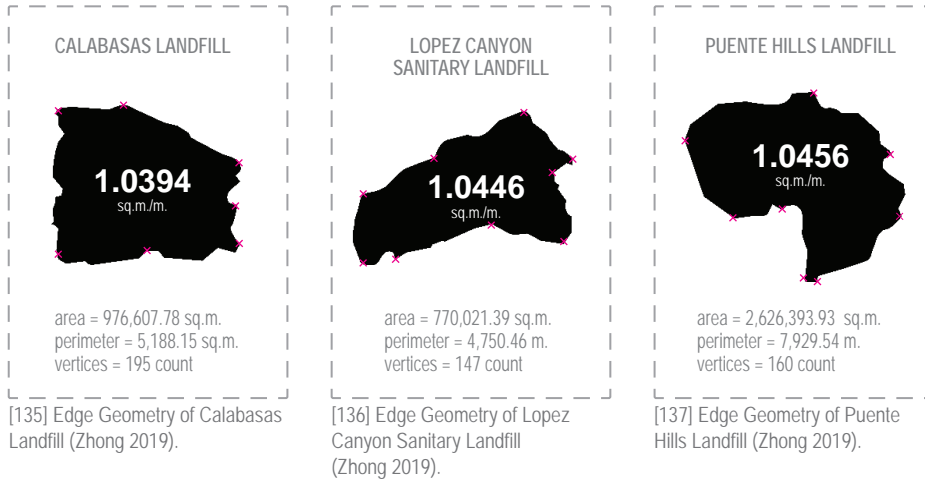 CALABASAS LANDFILL
1.0394
sq.m./m.
area = 976,607.78 sq.m.
perimeter = 5,188.15 sq.m.
vertices = 195 count
[135] Edge Geometry of Calabasas
Landfill (Zhong 2019).
LOPEZ CANYON
SANITARY LANDFILL
1.0446
sq.m./m.
area = 770,021.39 sq.m.
perimeter = 4,750.46 m.
vertices = 147 count
[136] Edge Geometry of Lopez
Canyon Sanitary Landfill
(Zhong 2019).
PUENTE HILLS LANDFILL
1.0456
sq.m./m.
area = 2,626,393.93 sq.m.
perimeter = 7,929.54 m.
vertices = 160 count
[137] Edge Geometry of Puente
Hills Landfill (Zhong 2019).